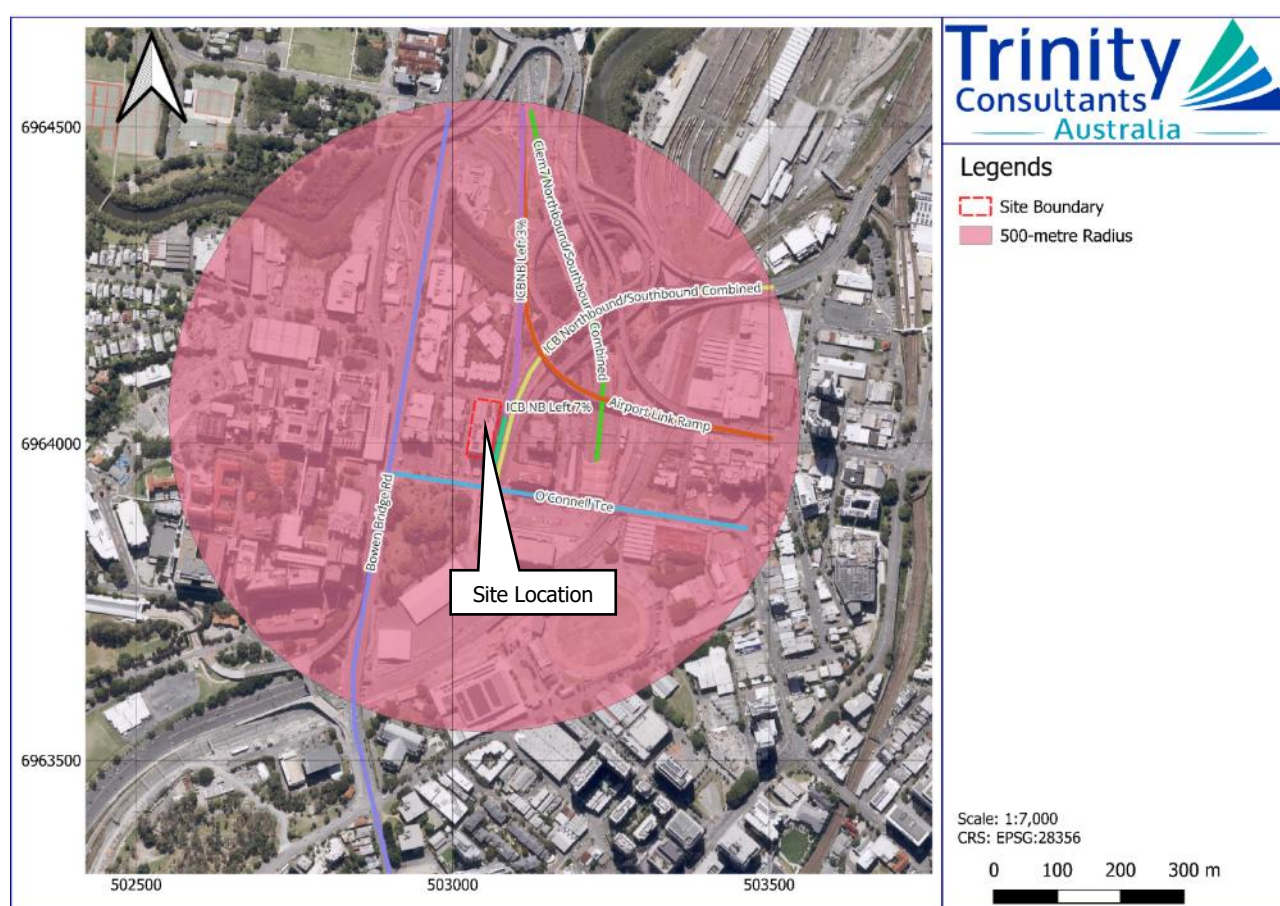 Trinity
Consultants
Australia
Legends
Site Boundary
500-metre Radius
6964500
6964000
6963500
Clem7 Northbound/Southbound Combined
ICBNB Left 3%
ICB Northbound/Southbound Combined
ICB NB Left 7%
Airport Link Ramp
Bowen Bridge Rd
O'Connell Tce
Site Location
502500
503000
503500
Scale: 1:7,000
CRS: EPSG:28356
0 100 200 300 m